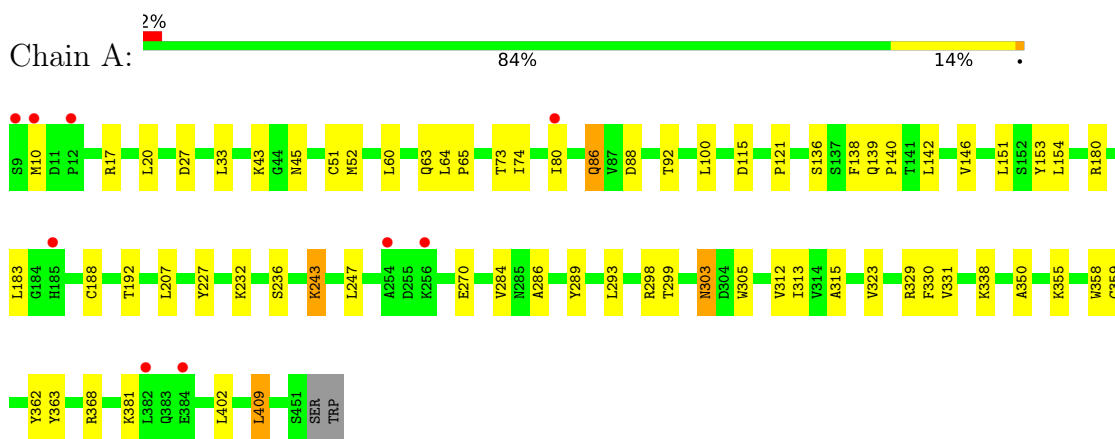 2%
Chain A:
84% 14% •
S9 M10 D11 P12 R17 L20 D27 L33 K43 G44 N45 C51 M52 L60 Q63 L64 P65 T73 I74 I80 Q86 V87 D88 T92 L100 D115 P121 S136 S137 F138 Q139 P140 T141 L142 V146 L151 S152 Y153 L154 R180
L183 G184 H185 C188 T192 L207 Y227 K232 S236 K243 L247 A254 D255 K256 E270 V284 N285 A286 Y289 L293 R298 T299 N303 D304 W305 V312 I313 V314 A315 V323 R329 F330 V331 K338 A350 K355 W358 C359
Y362 Y363 R368 K381 L382 Q383 E384 L402 L409 S451 SER TRP